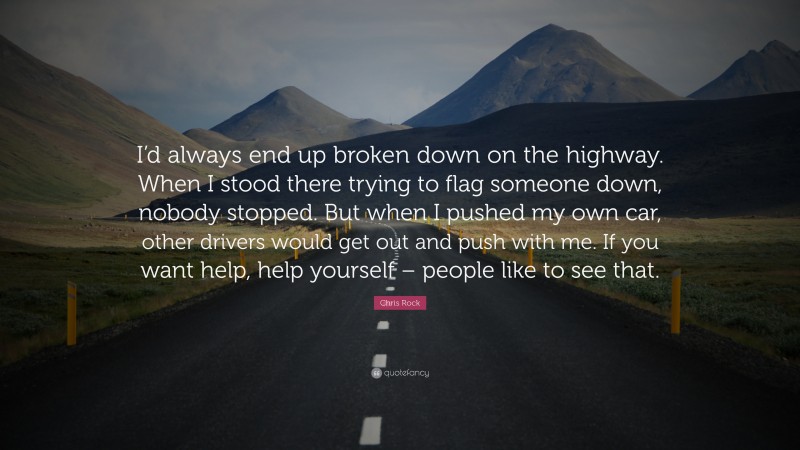 I’d always end up broken down on the highway.
When I stood there trying to flag someone down,
nobody stopped. But when I pushed my own car,
other drivers would get out and push with me. If you
want help, help yourself – people like to see that.
Chris Rock
quotefancy